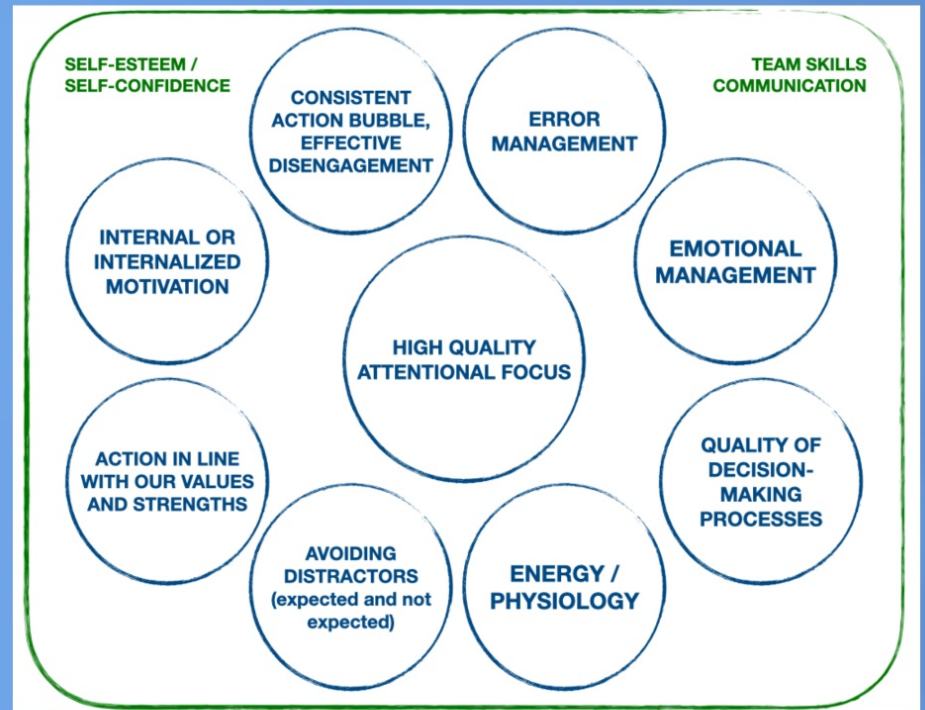 SELF-ESTEEM /
SELF-CONFIDENCE
TEAM SKILLS
COMMUNICATION
CONSISTENT
ACTION BUBBLE,
EFFECTIVE
DISENGAGEMENT
ERROR
MANAGEMENT
INTERNAL OR
INTERNALIZED
MOTIVATION
EMOTIONAL
MANAGEMENT
HIGH QUALITY
ATTENTIONAL FOCUS
ACTION IN LINE
WITH OUR VALUES
AND STRENGTHS
QUALITY OF
DECISION-
MAKING
PROCESSES
AVOIDING
DISTRACTORS
(expected and not
expected)
ENERGY /
PHYSIOLOGY